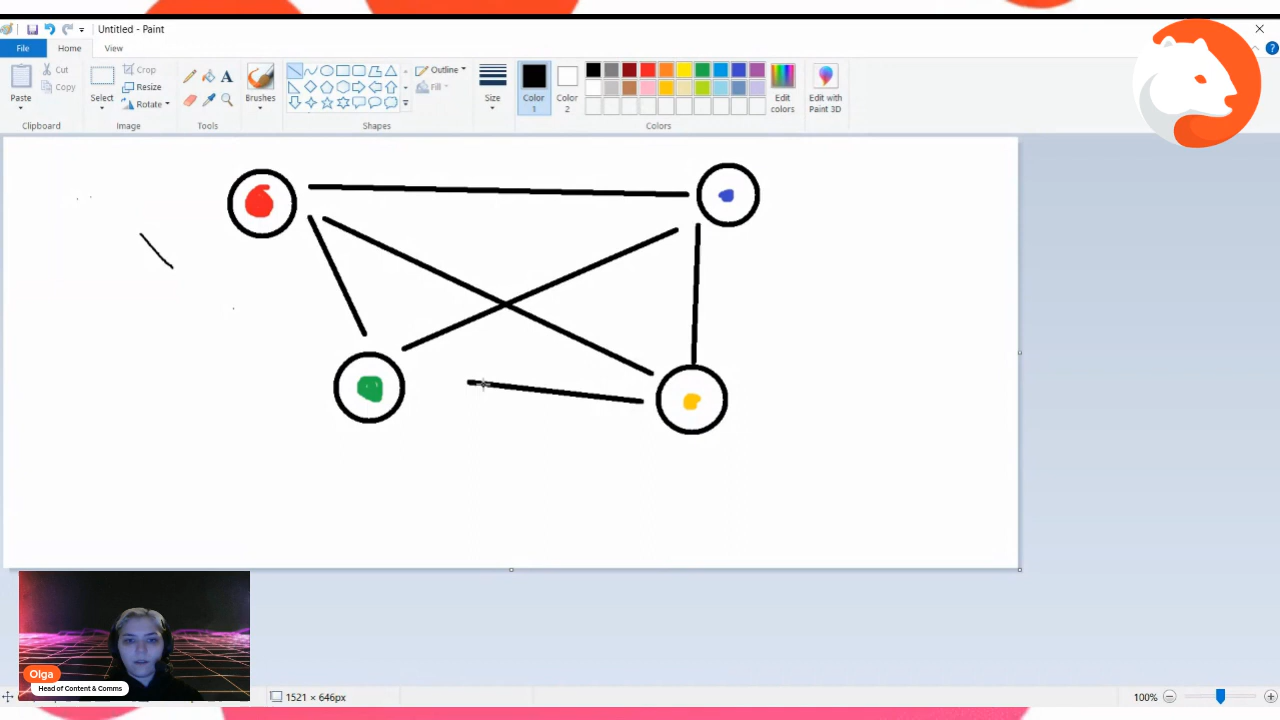 Untitled - Paint
File Home View
Paste
Cut
Copy
Clipboard
Select
Crop
Resize
Rotate
Image
A
Tools
Brushes
Outline
Fill
Shapes
Size
Color 1
Color 2
Edit colors
Colors
Edit with Paint 3D
Olga
Head of Content & Comms
1521 × 646px
100%